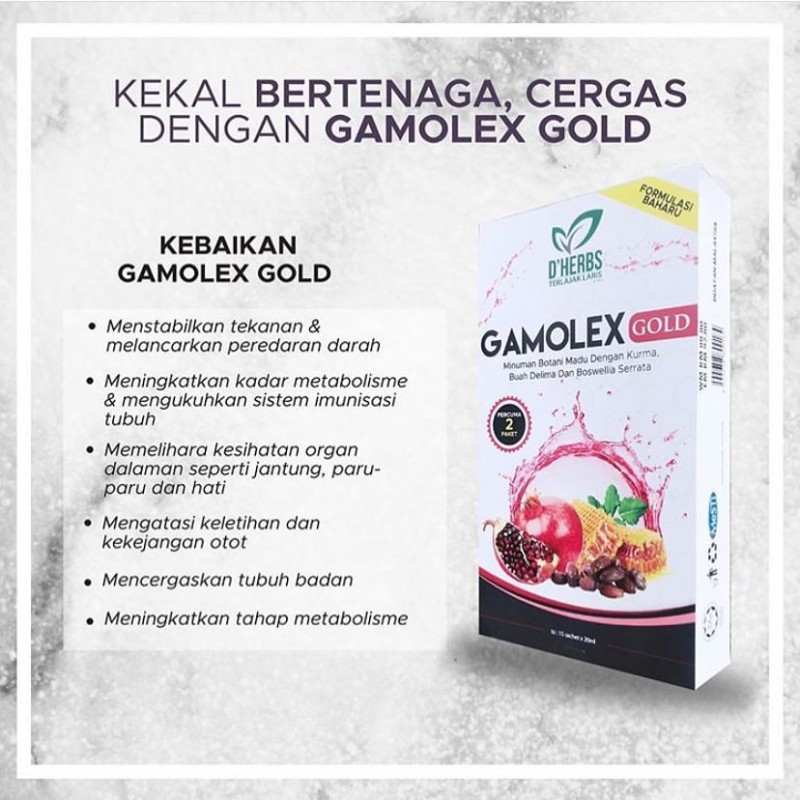 KEKAL BERTENAGA, CERGAS
DENGAN GAMOLEX GOLD
KEBAIKAN
GAMOLEX GOLD
• Menstabilkan tekanan &
melancarkan peredaran darah
• Meningkatkan kadar metabolisme
& mengukuhkan sistem imunisasi
tubuh
• Memelihara kesihatan organ
dalaman seperti jantung, paru-
paru dan hati
• Mengatasi keletihan dan
kekejangan otot
• Mencergaskan tubuh badan
• Meningkatkan tahap metabolisme
FORMULASI
BAHARU
D'HERBS
TERLAJAK LARIS
GAMOLEX GOLD
Minuman Botani Madu Dengan Kurma,
Buah Delima Dan Boswellia Serrata
PERCUMA
2
PAKET
MeSTI